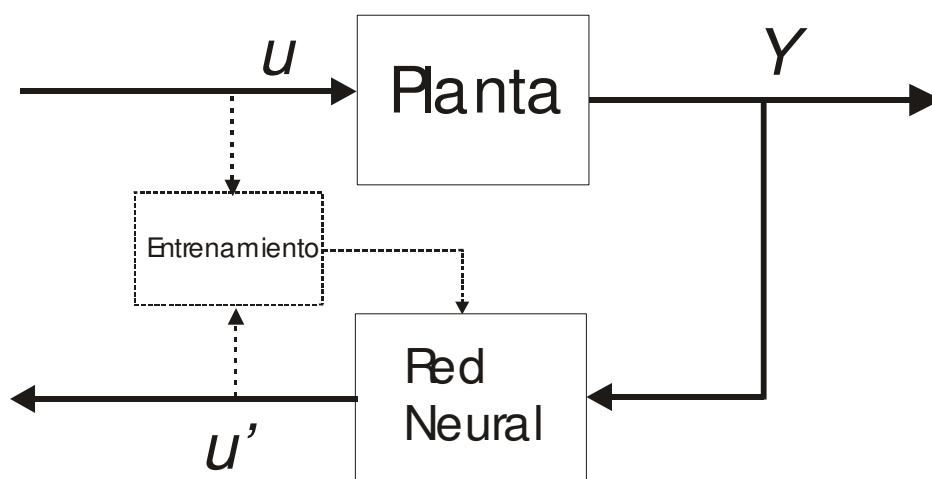 u
Planta
Y
Entrenamiento
Red
Neural
u’